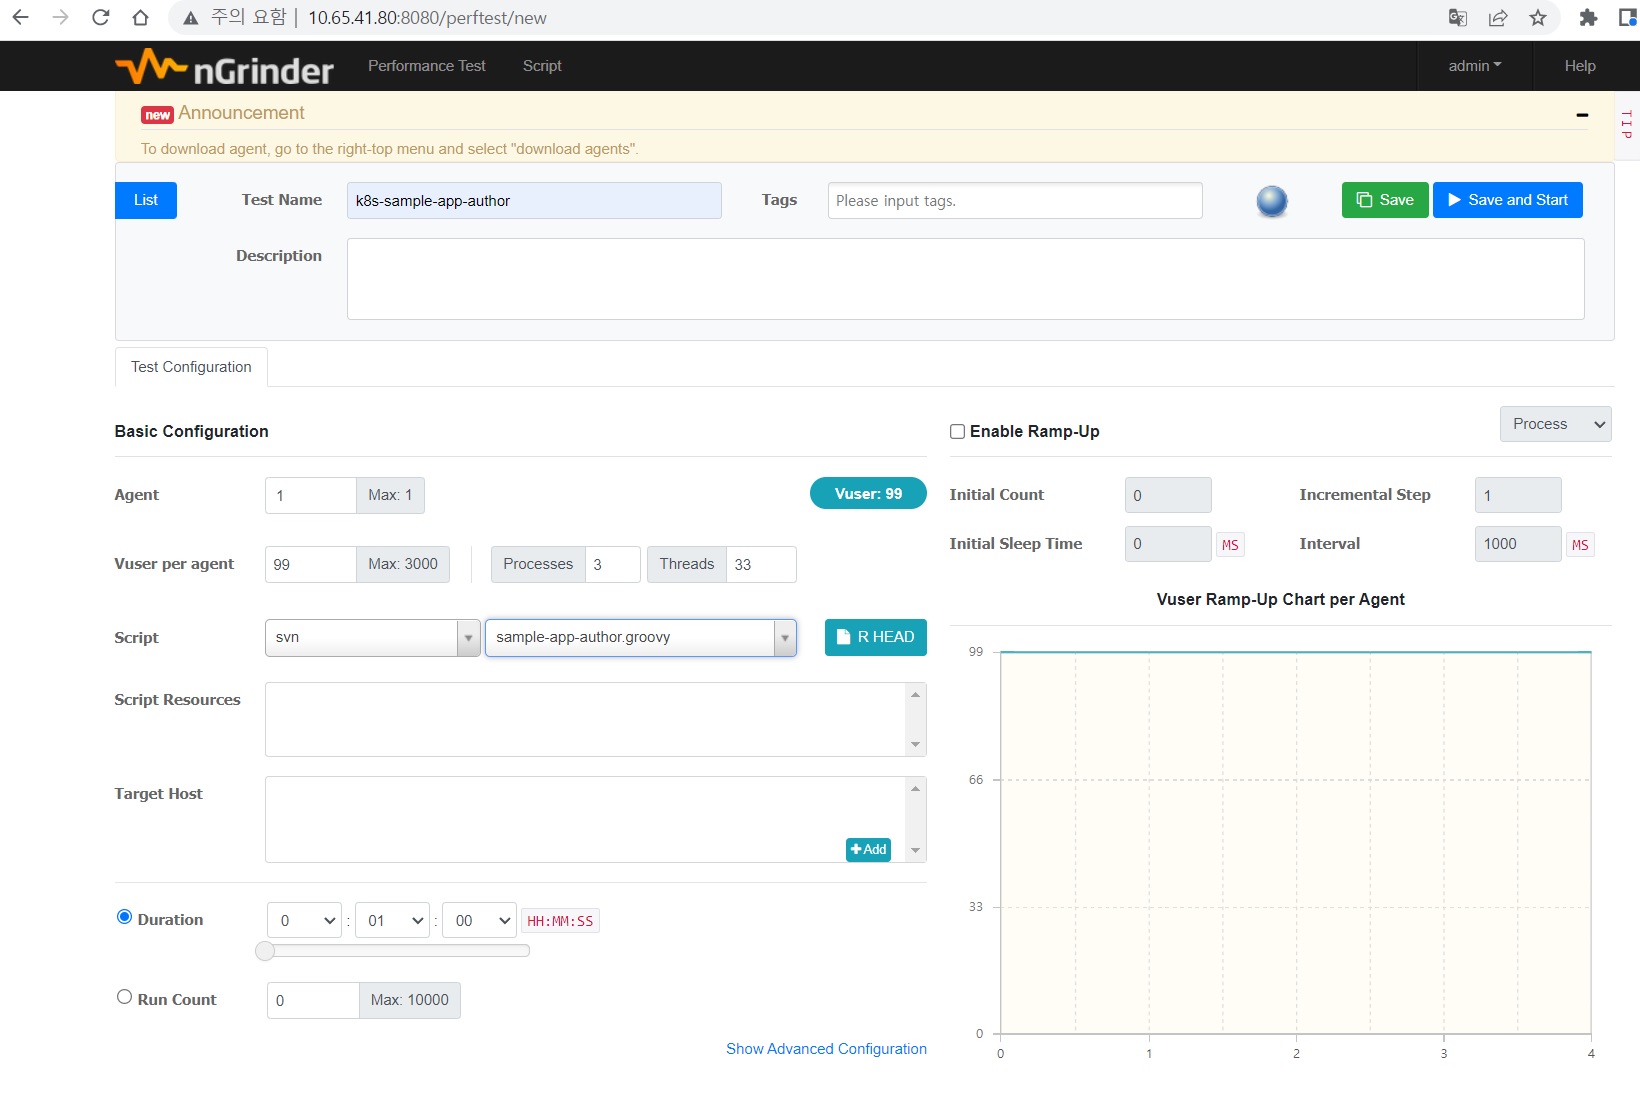 주의 요함 | 10.65.41.80:8080/perftest/new
nGrinder Performance Test Script admin Help
new Announcement
To download agent, go to the right-top menu and select "download agents".
TIP
List Test Name k8s-sample-app-author Tags Please input tags. Save Save and Start
Description
Test Configuration
Basic Configuration
Agent 1 Max: 1 Vuser: 99
Vuser per agent 99 Max: 3000 Processes 3 Threads 33
Script svn sample-app-author.groovy R HEAD
Script Resources
Target Host
Add
Duration 0 : 01 : 00 HH:MM:SS
Run Count 0 Max: 10000
Show Advanced Configuration
Enable Ramp-Up Process
Initial Count 0 Incremental Step 1
Initial Sleep Time 0 MS Interval 1000 MS
Vuser Ramp-Up Chart per Agent
99
66
33
0
0 1 2 3 4